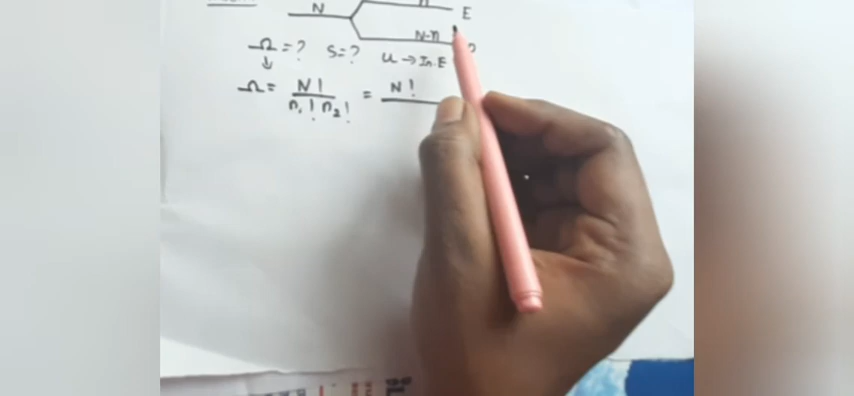 N n E
N-n
Ω = ? S = ? U → In.E
↓
Ω = N! / n₁! n₂! = N!